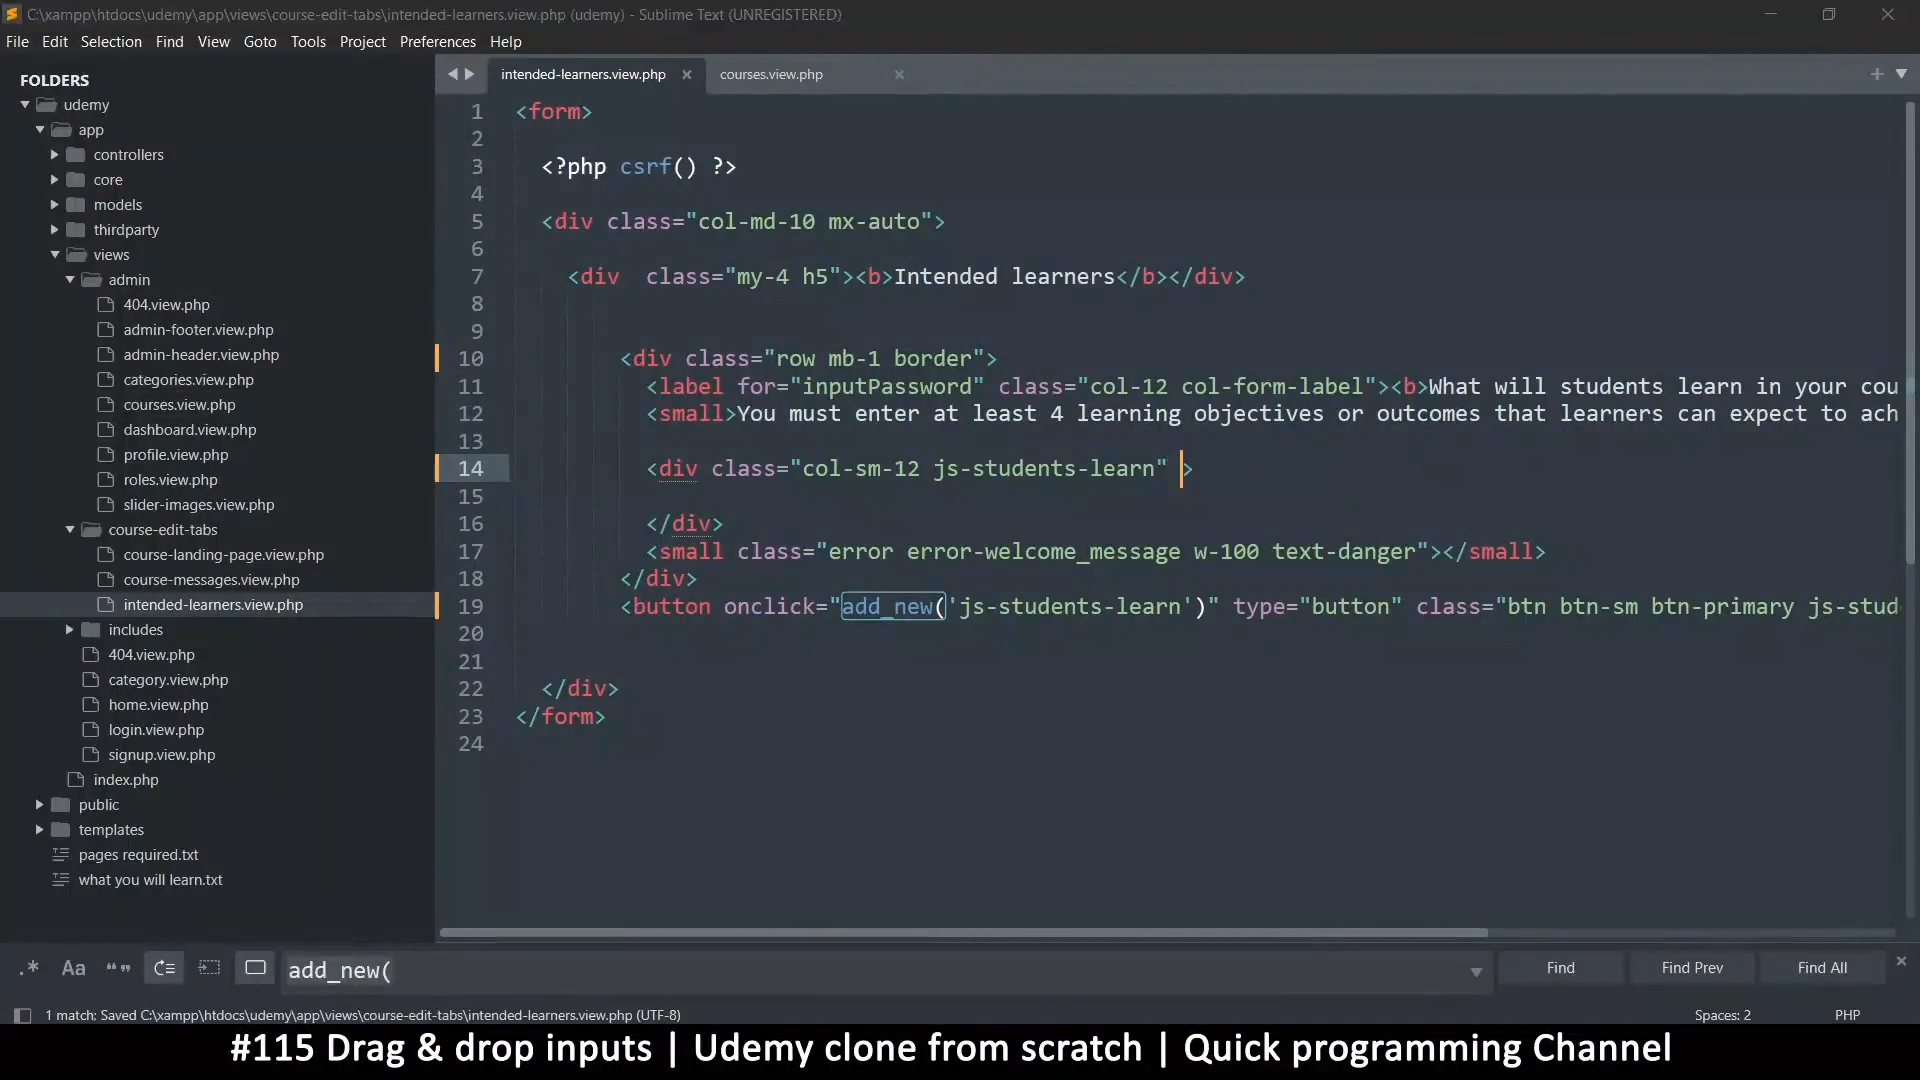 C:\xampp\htdocs\udemy\app\views\course-edit-tabs\intended-learners.view.php (udemy) - Sublime Text (UNREGISTERED)
File Edit Selection Find View Goto Tools Project Preferences Help
FOLDERS
udemy
app
controllers
core
models
thirdparty
views
admin
404.view.php
admin-footer.view.php
admin-header.view.php
categories.view.php
courses.view.php
dashboard.view.php
profile.view.php
roles.view.php
slider-images.view.php
course-edit-tabs
course-landing-page.view.php
course-messages.view.php
intended-learners.view.php
includes
404.view.php
category.view.php
home.view.php
login.view.php
signup.view.php
index.php
public
templates
pages required.txt
what you will learn.txt
intended-learners.view.php courses.view.php
1 <form>
2
3 <?php csrf() ?>
4
5 <div class="col-md-10 mx-auto">
6
7 <div  class="my-4 h5"><b>Intended learners</b></div>
8
9
10 <div class="row mb-1 border">
11 <label for="inputPassword" class="col-12 col-form-label"><b>What will students learn in your cou
12 <small>You must enter at least 4 learning objectives or outcomes that learners can expect to ach
13
14 <div class="col-sm-12 js-students-learn" >
15
16 </div>
17 <small class="error error-welcome_message w-100 text-danger"></small>
18 </div>
19 <button onclick="add_new('js-students-learn')" type="button" class="btn btn-sm btn-primary js-stud
20
21
22 </div>
23 </form>
24
.* Aa “” add_new( Find Find Prev Find All
1 match; Saved C:\xampp\htdocs\udemy\app\views\course-edit-tabs\intended-learners.view.php (UTF-8) Spaces: 2 PHP
#115 Drag & drop inputs | Udemy clone from scratch | Quick programming Channel